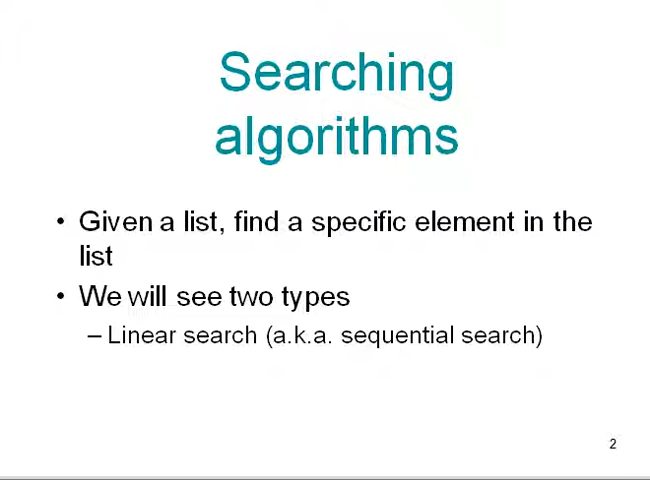 Searching
algorithms
• Given a list, find a specific element in the
list
• We will see two types
– Linear search (a.k.a. sequential search)
2